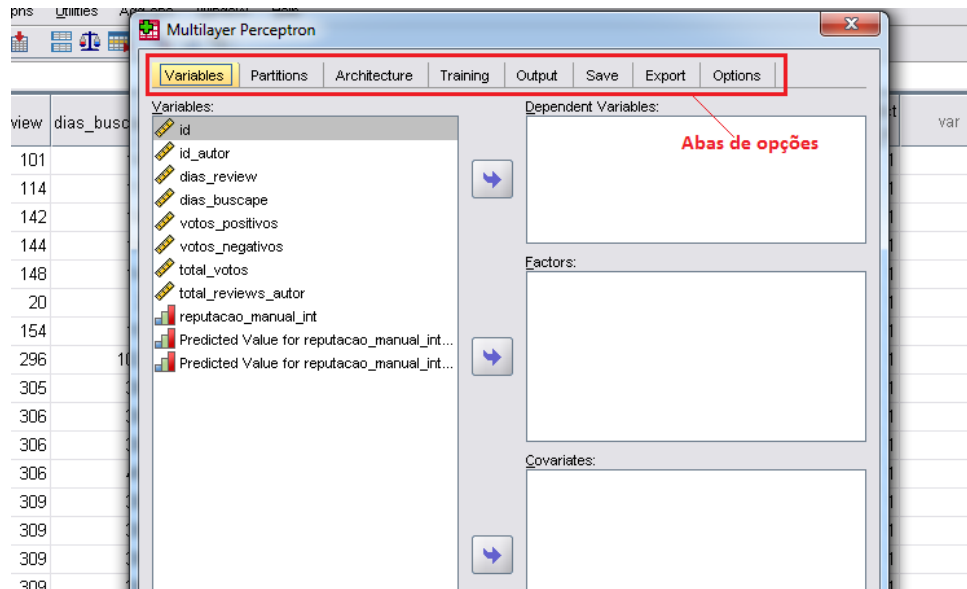 Utilities
Multilayer Perceptron
Variables Partitions Architecture Training Output Save Export Options
Variables:
Dependent Variables:
Abas de opções
id
id_autor
dias_review
dias_buscape
votos_positivos
votos_negativos
total_votos
total_reviews_autor
reputacao_manual_int
Predicted Value for reputacao_manual_int...
Predicted Value for reputacao_manual_int...
Factors:
Covariates:
view dias_busc
var
101
114
142
144
148
20
154
296 10
305
306
306
306
309
309
309
309